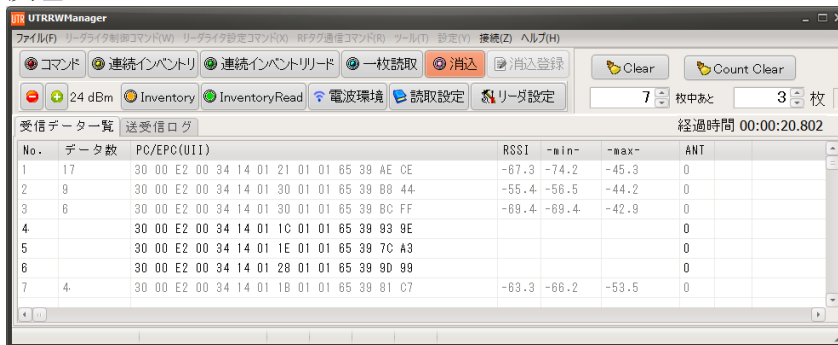 UTR UTRRWManager
ファイル(F) リーダライタ制御コマンド(W) リーダライタ設定コマンド(X) RFタグ通信コマンド(R) ツール(T) 設定(Y) 接続(Z) ヘルプ(H)
コマンド 連続インベントリ 連続インベントリリード 一枚読取 消込 消込登録 Clear Count Clear
24 dBm Inventory InventoryRead 電波環境 読取設定 リーダ設定 7 枚中あと 3 枚
受信データ一覧 送受信ログ 経過時間 00:00:20.802
No. データ数 PC/EPC(UII) RSSI -min- -max- ANT
1 17 30 00 E2 00 34 14 01 21 01 01 65 39 AE CE -67.3 -74.2 -45.3 0
2 9 30 00 E2 00 34 14 01 30 01 01 65 39 B8 44 -55.4 -56.5 -44.2 0
3 6 30 00 E2 00 34 14 01 30 01 01 65 39 BC FF -69.4 -69.4 -42.9 0
4 30 00 E2 00 34 14 01 1C 01 01 65 39 93 9E 0
5 30 00 E2 00 34 14 01 1E 01 01 65 39 7C A3 0
6 30 00 E2 00 34 14 01 28 01 01 65 39 9D 99 0
7 4 30 00 E2 00 34 14 01 1B 01 01 65 39 81 C7 -63.3 -66.2 -53.5 0